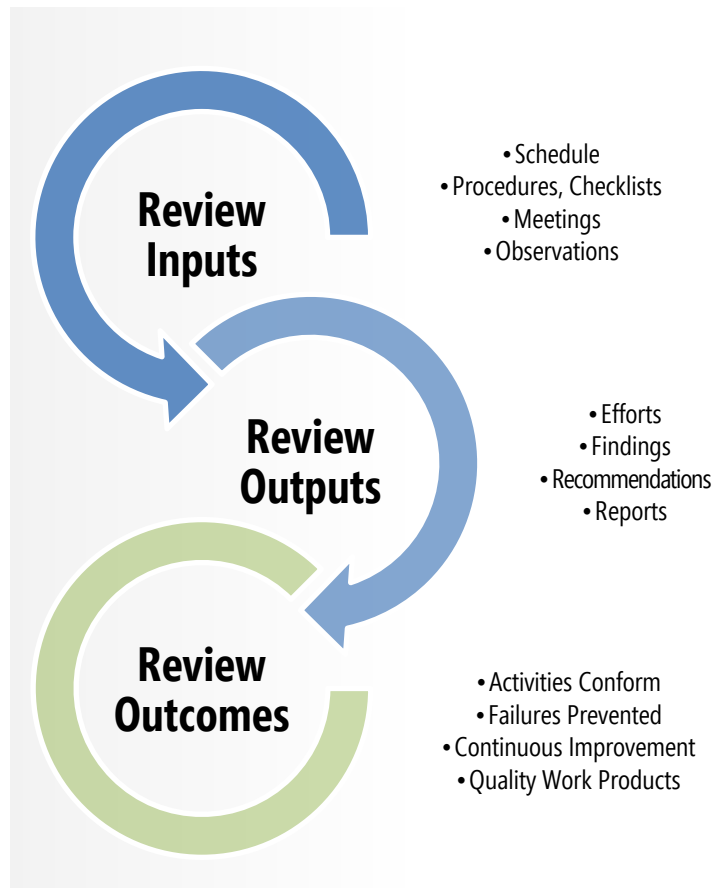 Review
Inputs
• Schedule
• Procedures, Checklists
• Meetings
• Observations
Review
Outputs
• Efforts
• Findings
• Recommendations
• Reports
Review
Outcomes
• Activities Conform
• Failures Prevented
• Continuous Improvement
• Quality Work Products